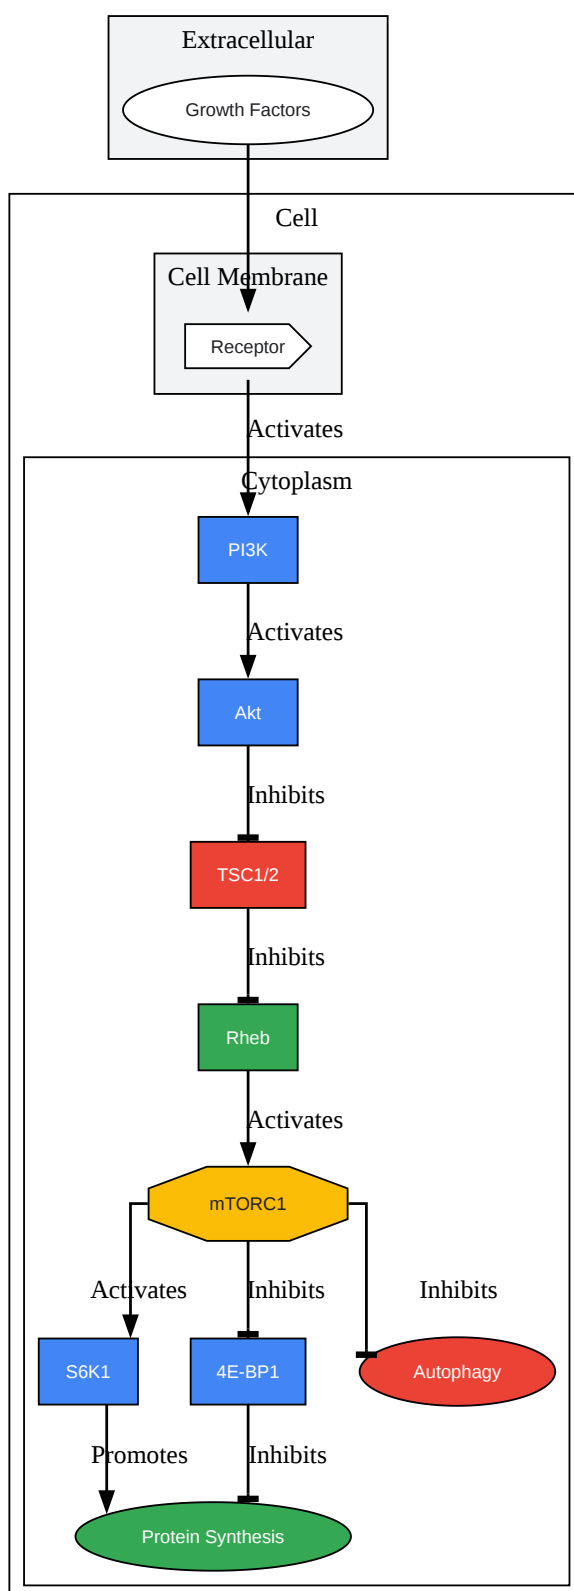 Extracellular
Growth Factors
Cell
Cell Membrane
Receptor
Activates
Cytoplasm
PI3K
Activates
Akt
Inhibits
TSC1/2
Inhibits
Rheb
Activates
mTORC1
Activates
Inhibits
Inhibits
S6K1
4E-BP1
Autophagy
Promotes
Inhibits
Protein Synthesis